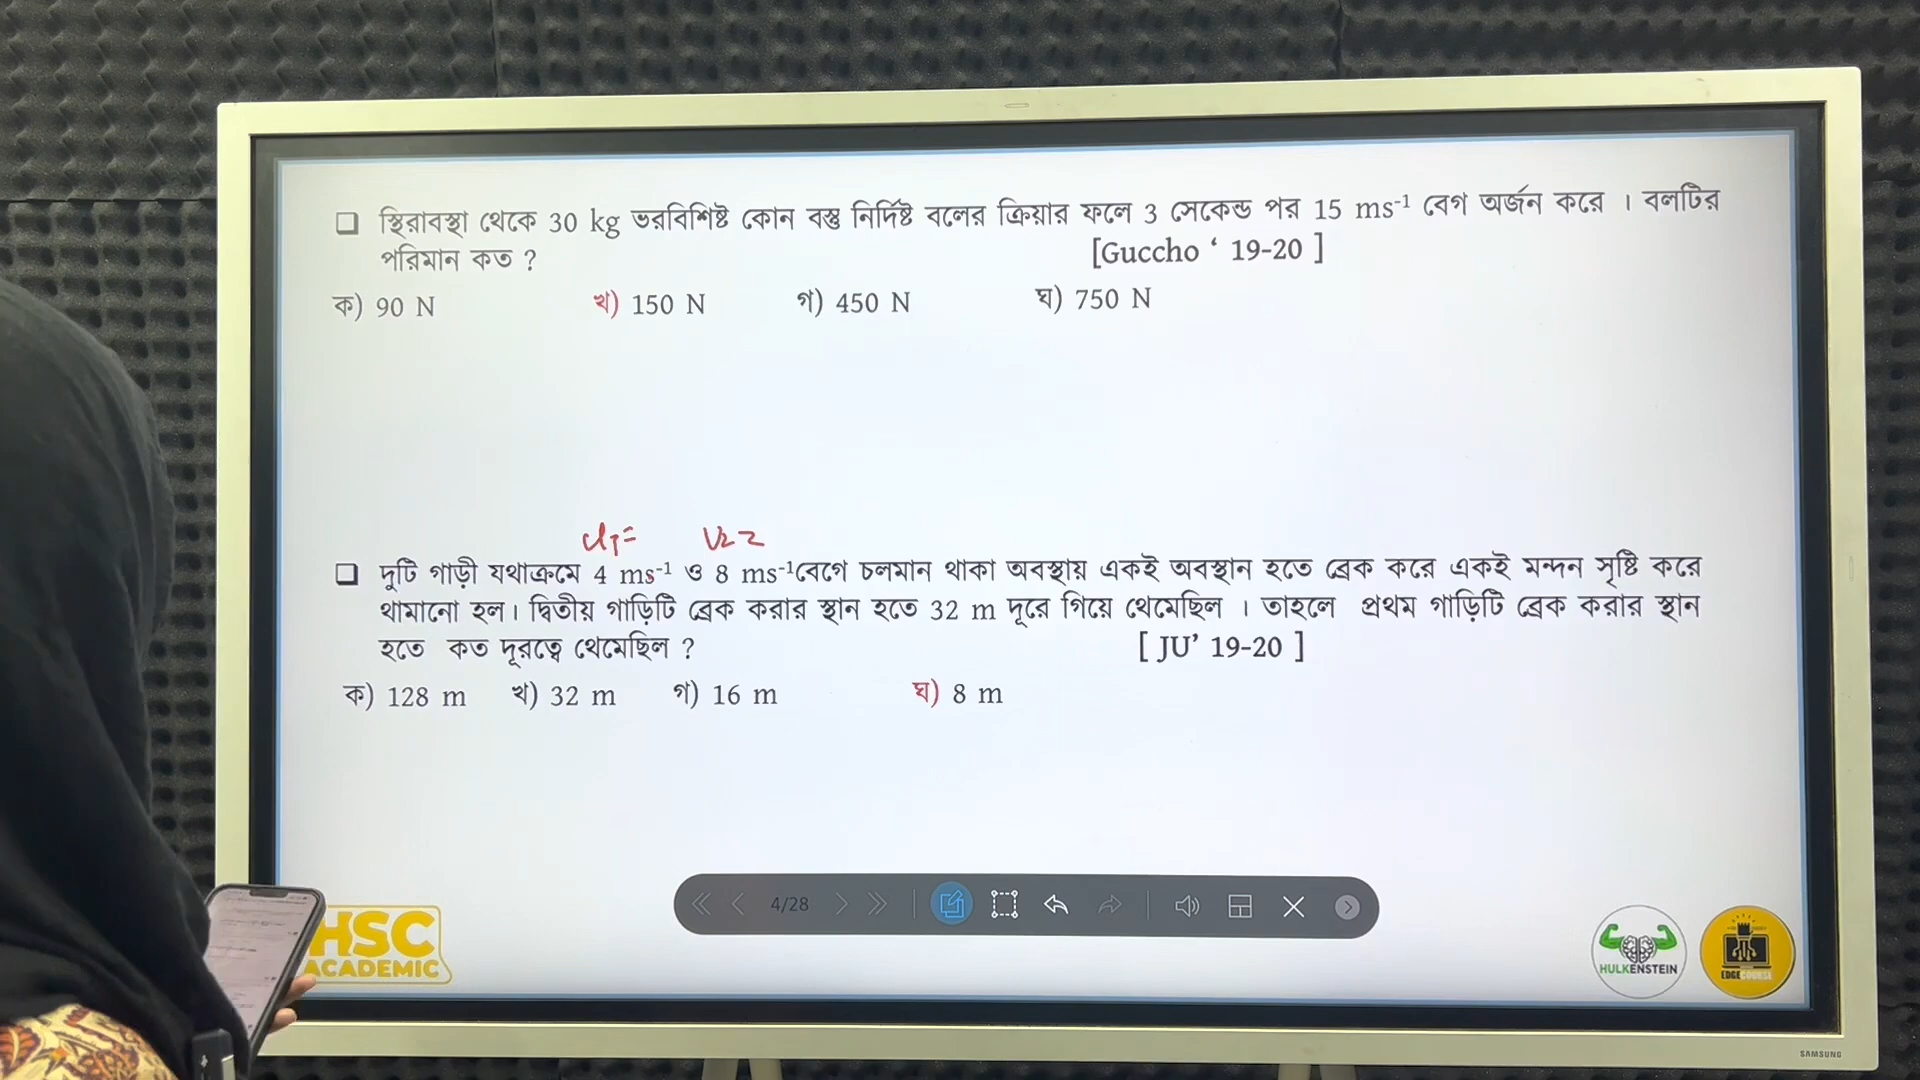 ❑ স্থিরাবস্থা থেকে 30 kg ভরবিশিষ্ট কোন বস্তু নির্দিষ্ট বলের ক্রিয়ার ফলে 3 সেকেন্ড পর 15 ms⁻¹ বেগ অর্জন করে । বলটির
পরিমান কত ? [Guccho ‘ 19-20 ]
ক) 90 N খ) 150 N গ) 450 N ঘ) 750 N
u₁= u₂=
❑ দুটি গাড়ী যথাক্রমে 4 ms⁻¹ ও 8 ms⁻¹বেগে চলমান থাকা অবস্থায় একই অবস্থান হতে ব্রেক করে একই মন্দন সৃষ্টি করে
থামানো হল। দ্বিতীয় গাড়িটি ব্রেক করার স্থান হতে 32 m দূরে গিয়ে থেমেছিল । তাহলে প্রথম গাড়িটি ব্রেক করার স্থান
হতে কত দূরত্বে থেমেছিল ? [ JU’ 19-20 ]
ক) 128 m খ) 32 m গ) 16 m ঘ) 8 m
4/28
HSC
ACADEMIC
HULKENSTEIN
EDGECOURSE
SAMSUNG